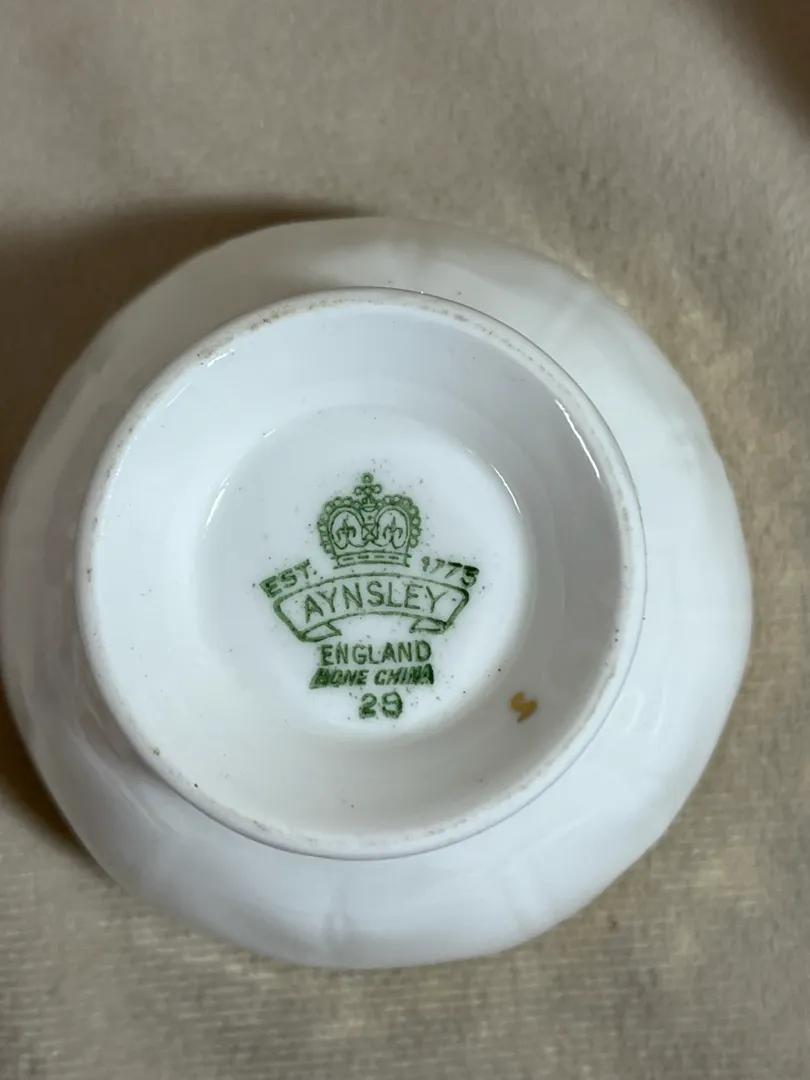 EST. 1775
AYNSLEY
ENGLAND
BONE CHINA
29
S